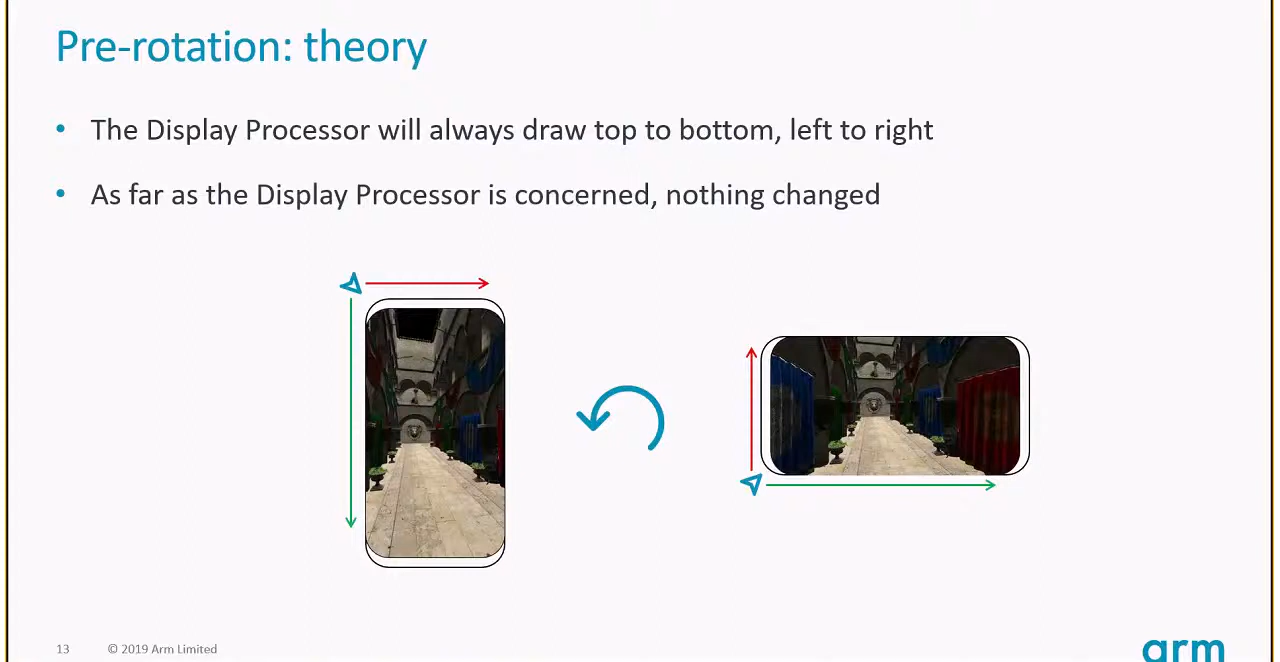 Pre-rotation: theory
• The Display Processor will always draw top to bottom, left to right
• As far as the Display Processor is concerned, nothing changed
13 © 2019 Arm Limited
arm